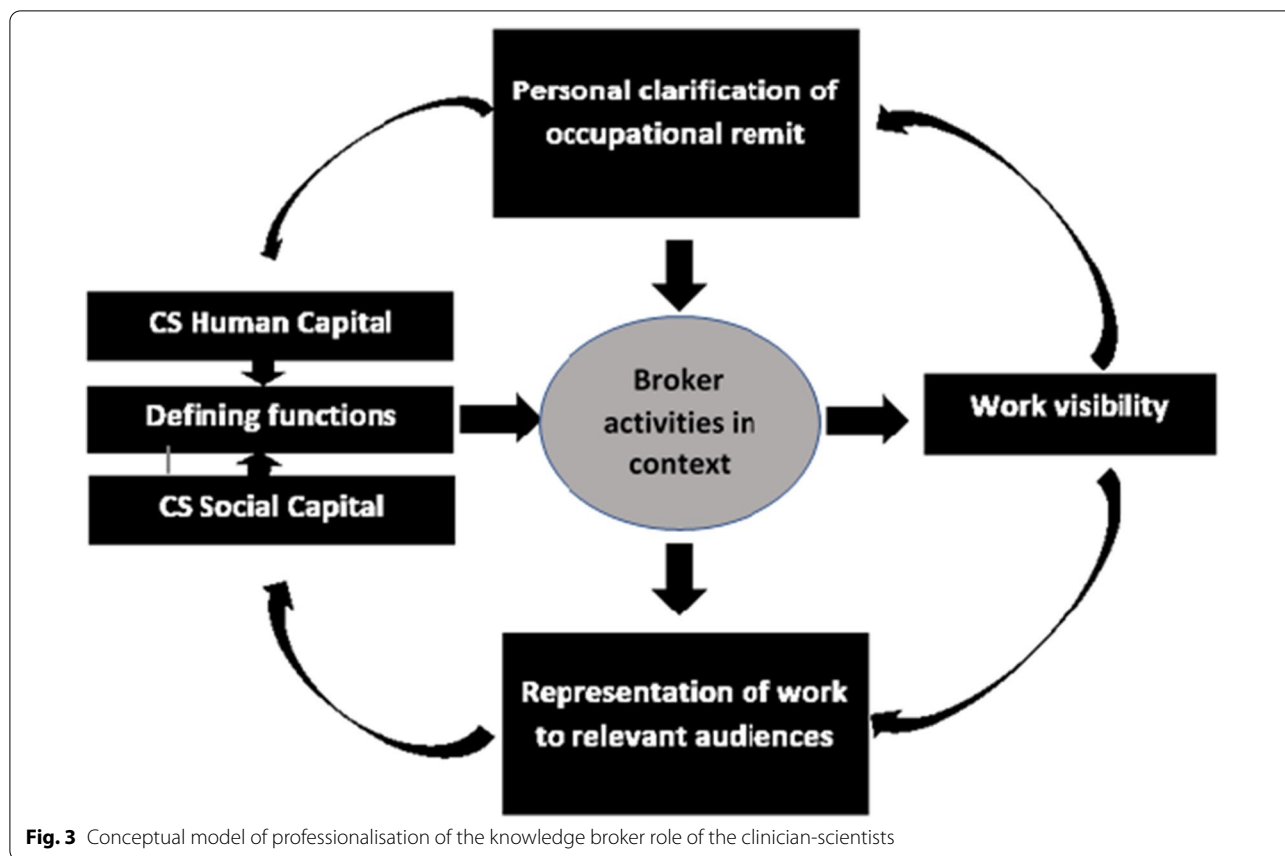 Personal clarification of
occupational remit
CS Human Capital
Defining functions
CS Social Capital
Broker
activities in
context
Work visibility
Representation of work
to relevant audiences
Fig. 3 Conceptual model of professionalisation of the knowledge broker role of the clinician-scientists